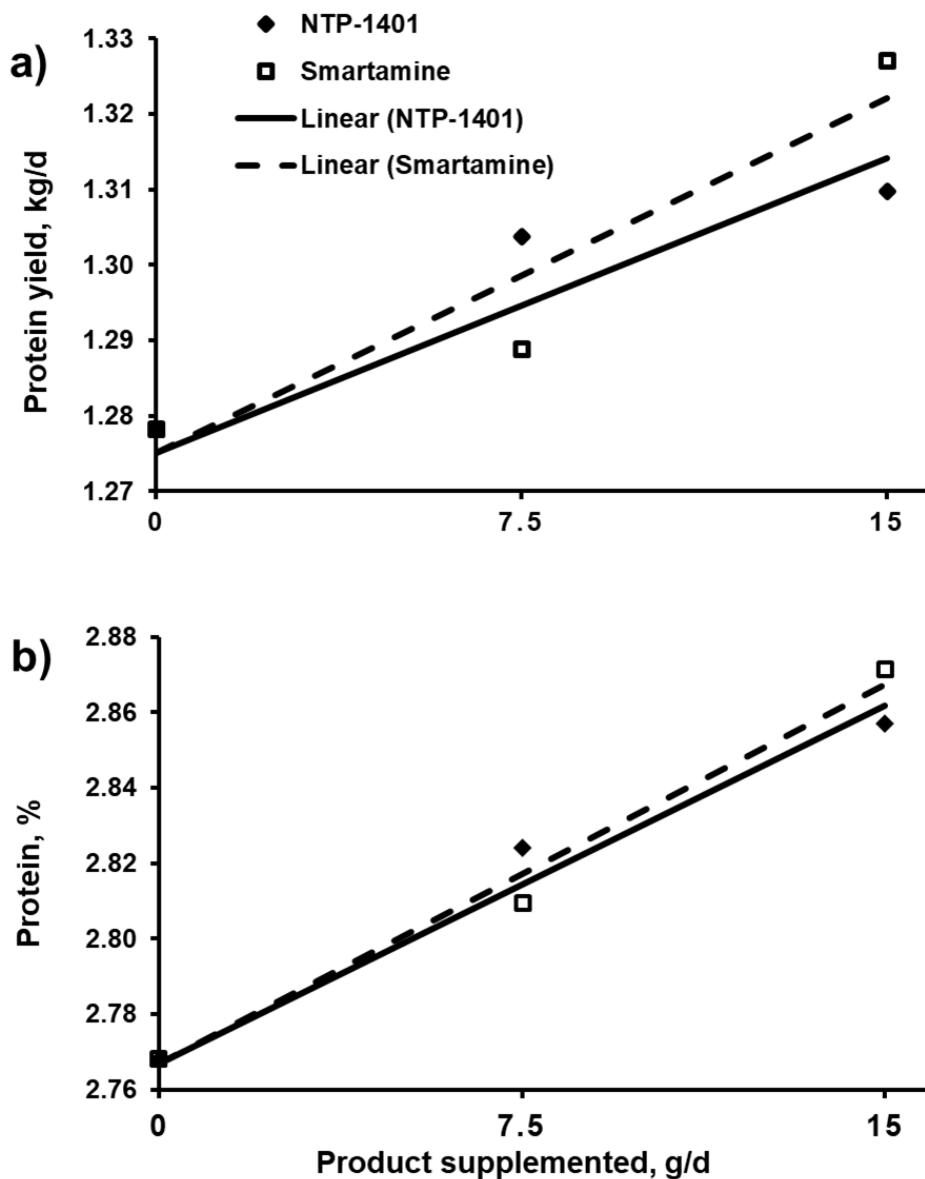 a)
NTP-1401
Smartamine
Linear (NTP-1401)
Linear (Smartamine)
Protein yield, kg/d
1.33
1.32
1.31
1.30
1.29
1.28
1.27
0 7.5 15
b)
Protein, %
2.88
2.86
2.84
2.82
2.80
2.78
2.76
0 7.5 15
Product supplemented, g/d